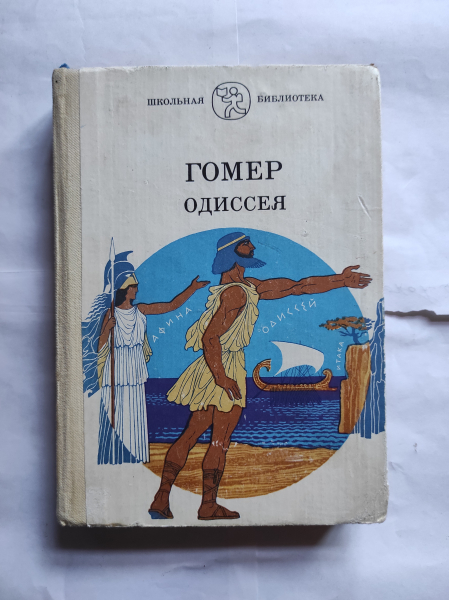 ШКОЛЬНАЯ БИБЛИОТЕКА
ГОМЕР
ОДИССЕЯ
АФИНА
ОДИССЕЙ
ИТАКА